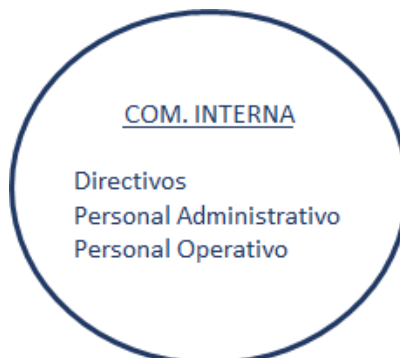 COM. INTERNA
Directivos
Personal Administrativo
Personal Operativo